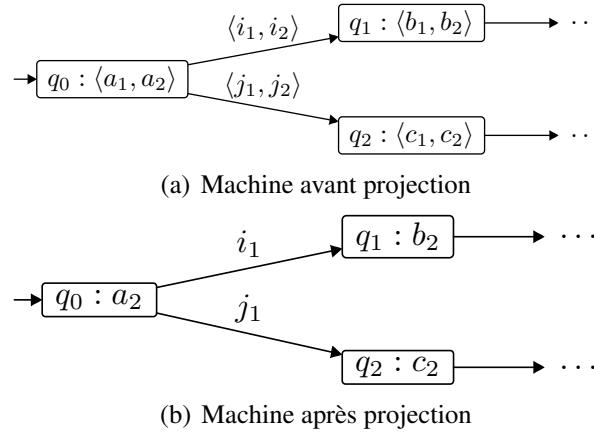 ⟨i₁, i₂⟩
q₁ : ⟨b₁, b₂⟩ ··
q₀ : ⟨a₁, a₂⟩
⟨j₁, j₂⟩
q₂ : ⟨c₁, c₂⟩ ··
(a) Machine avant projection
i₁
q₁ : b₂ ···
q₀ : a₂
j₁
q₂ : c₂ ···
(b) Machine après projection